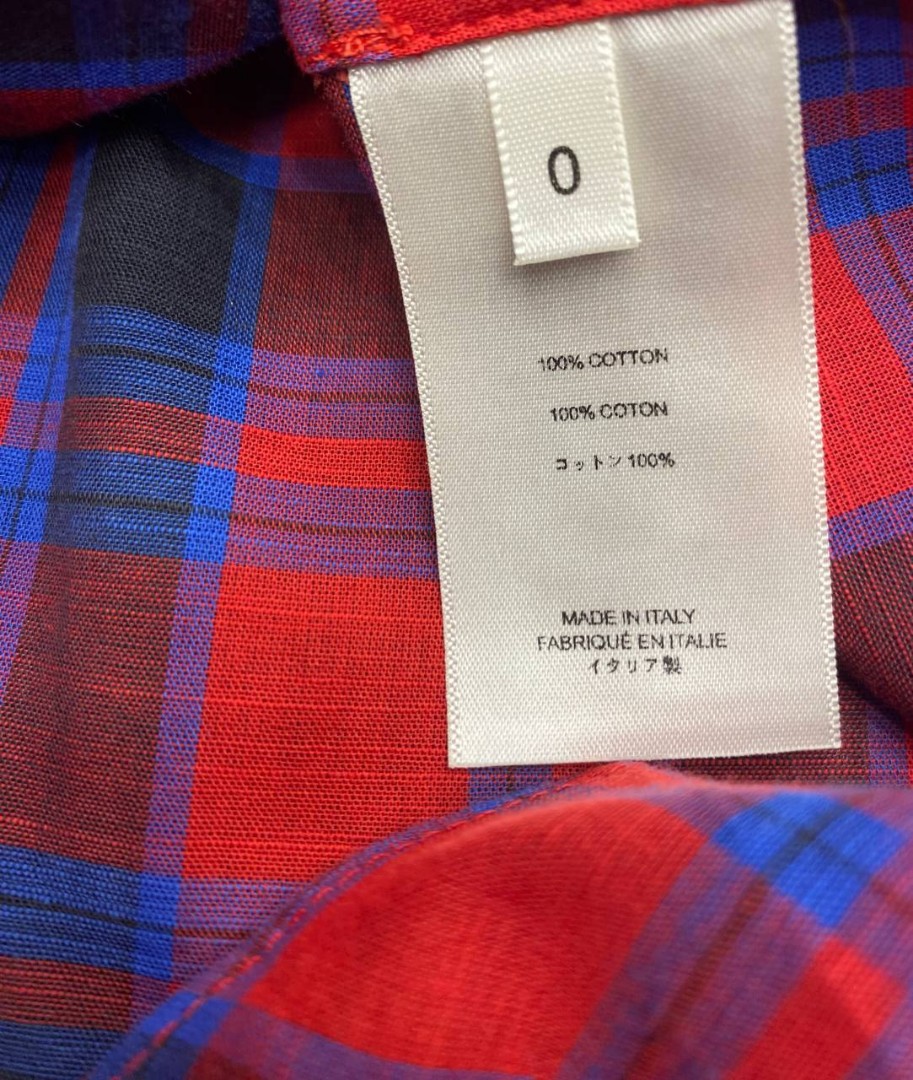 0
100% COTTON
100% COTON
コットン 100%
MADE IN ITALY
FABRIQUÉ EN ITALIE
イタリア製